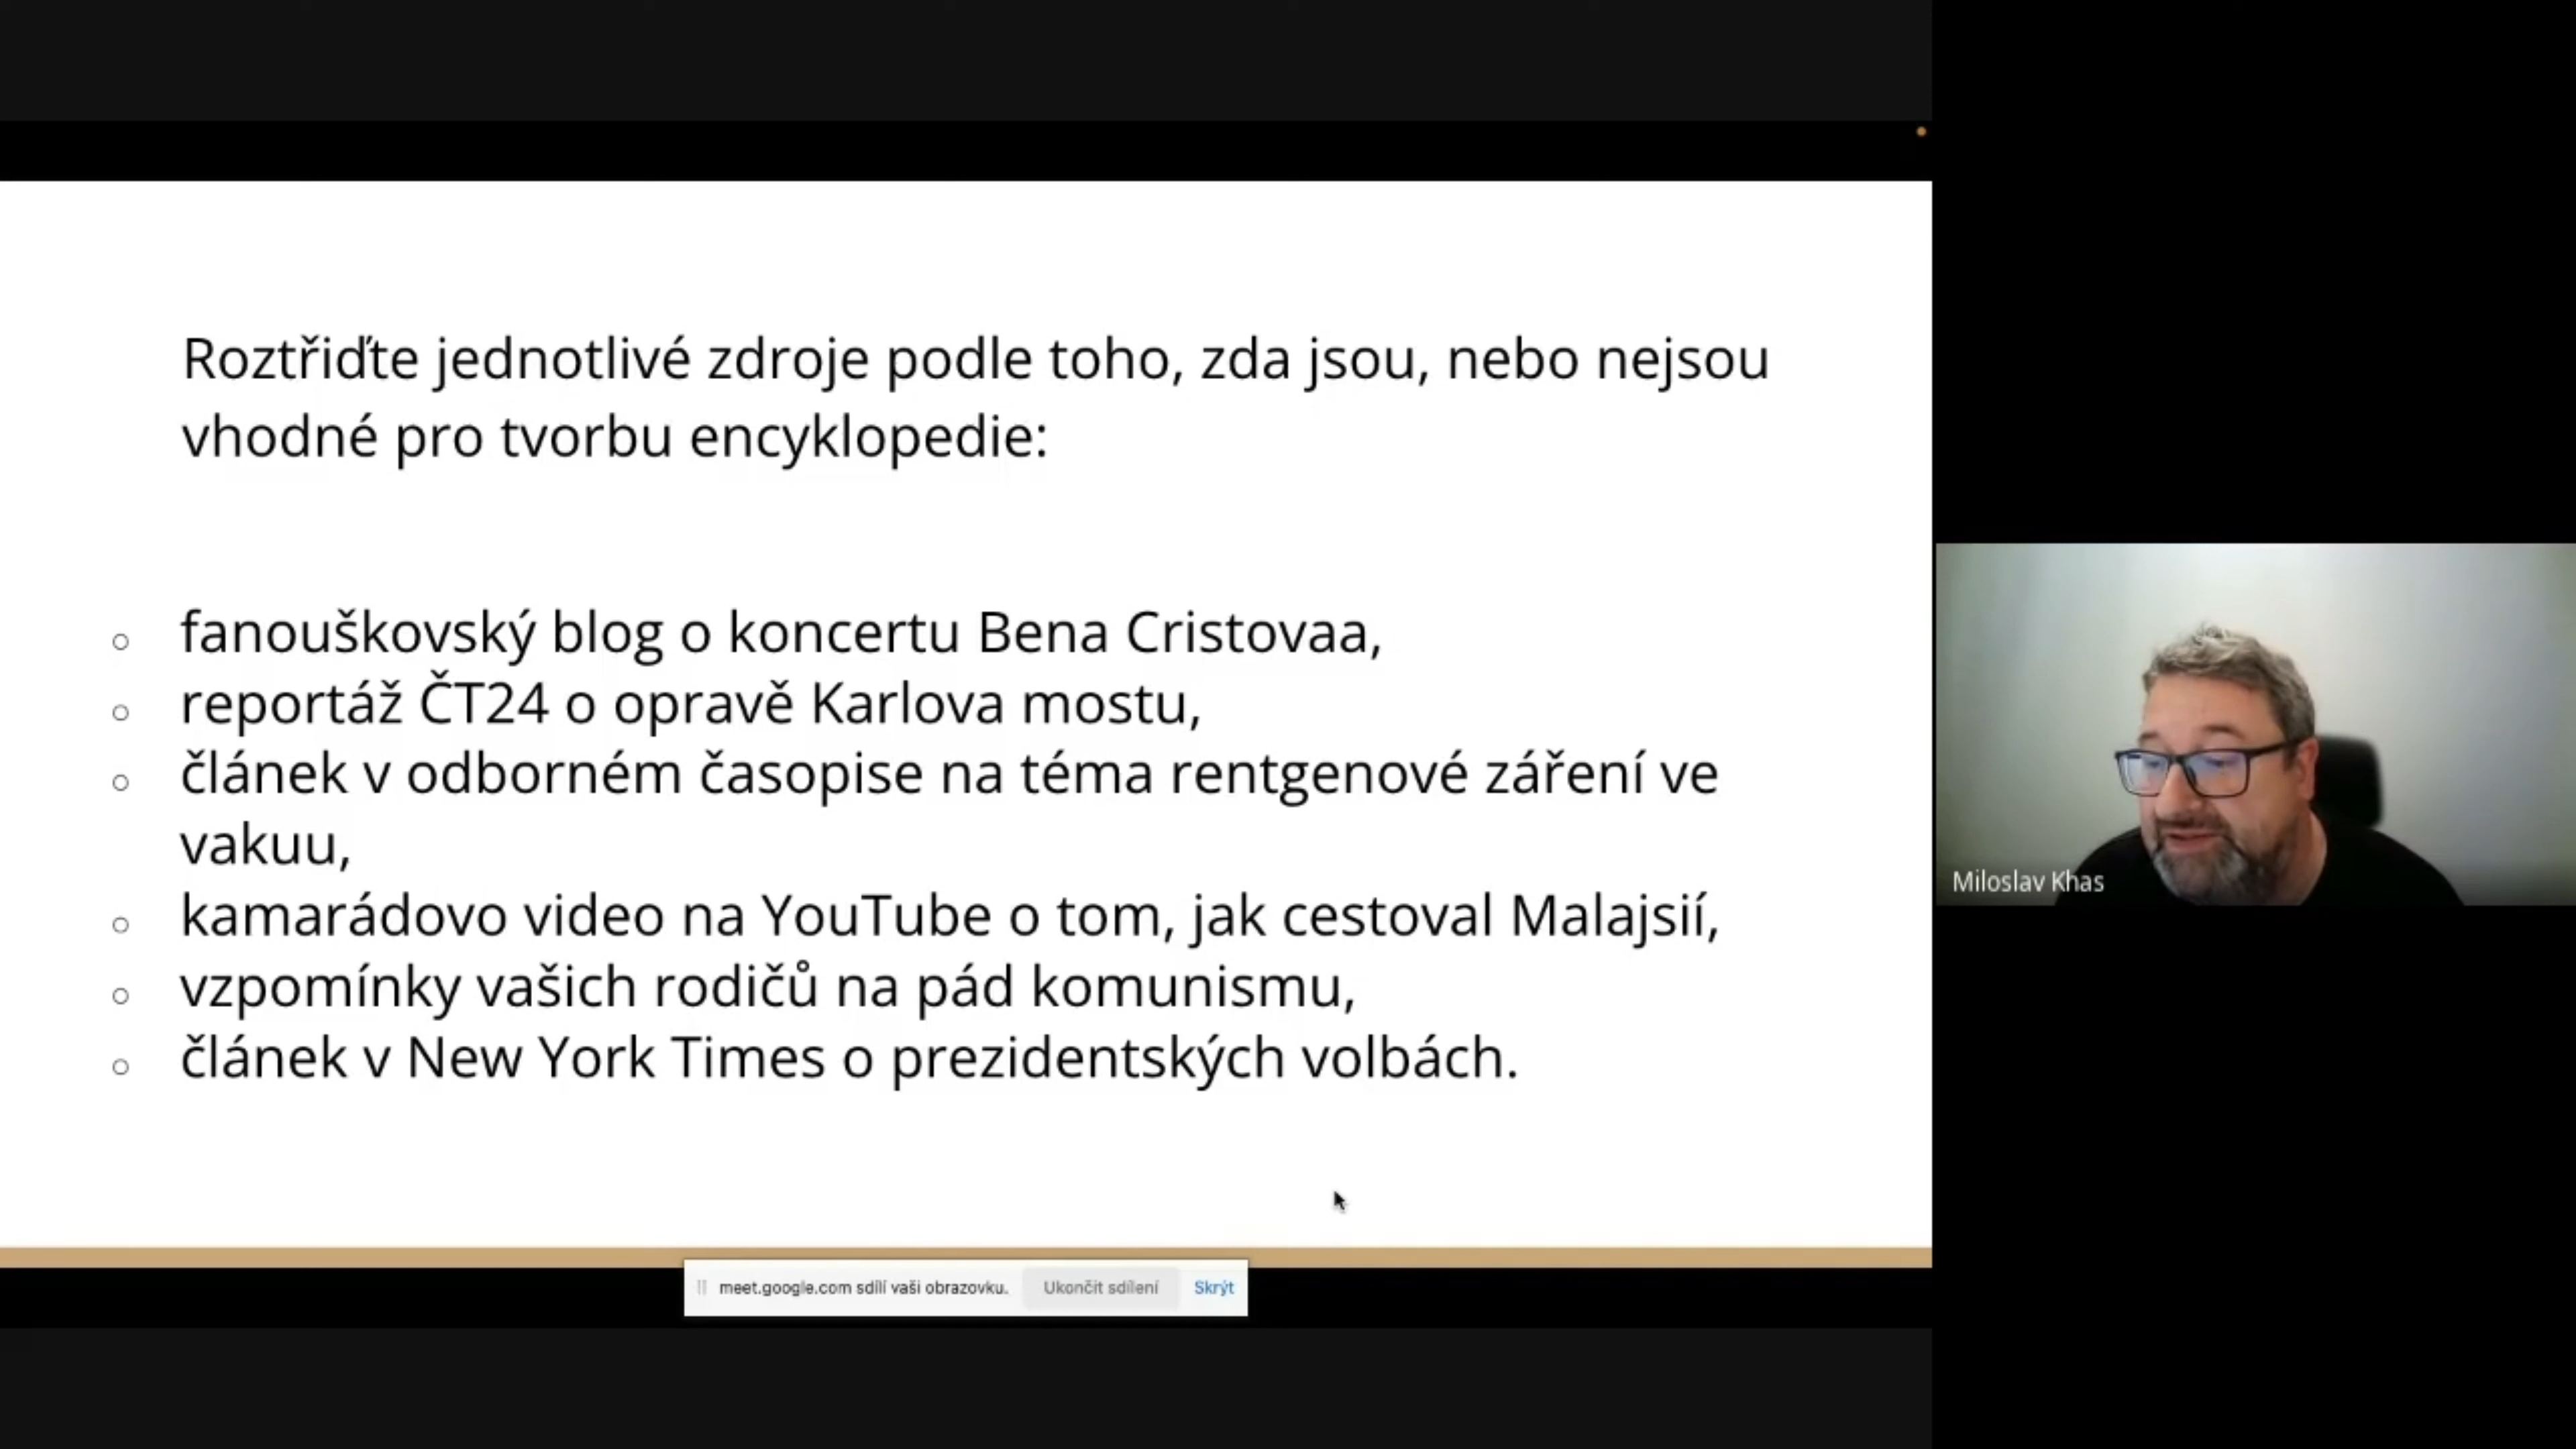 Roztřiďte jednotlivé zdroje podle toho, zda jsou, nebo nejsou
vhodné pro tvorbu encyklopedie:
fanouškovský blog o koncertu Bena Cristovaa,
reportáž ČT24 o opravě Karlova mostu,
článek v odborném časopise na téma rentgenové záření ve
vakuu,
kamarádovo video na YouTube o tom, jak cestoval Malajsií,
vzpomínky vašich rodičů na pád komunismu,
článek v New York Times o prezidentských volbách.
Miloslav Khas
meet.google.com sdílí vaši obrazovku. Ukončit sdílení Skrýt